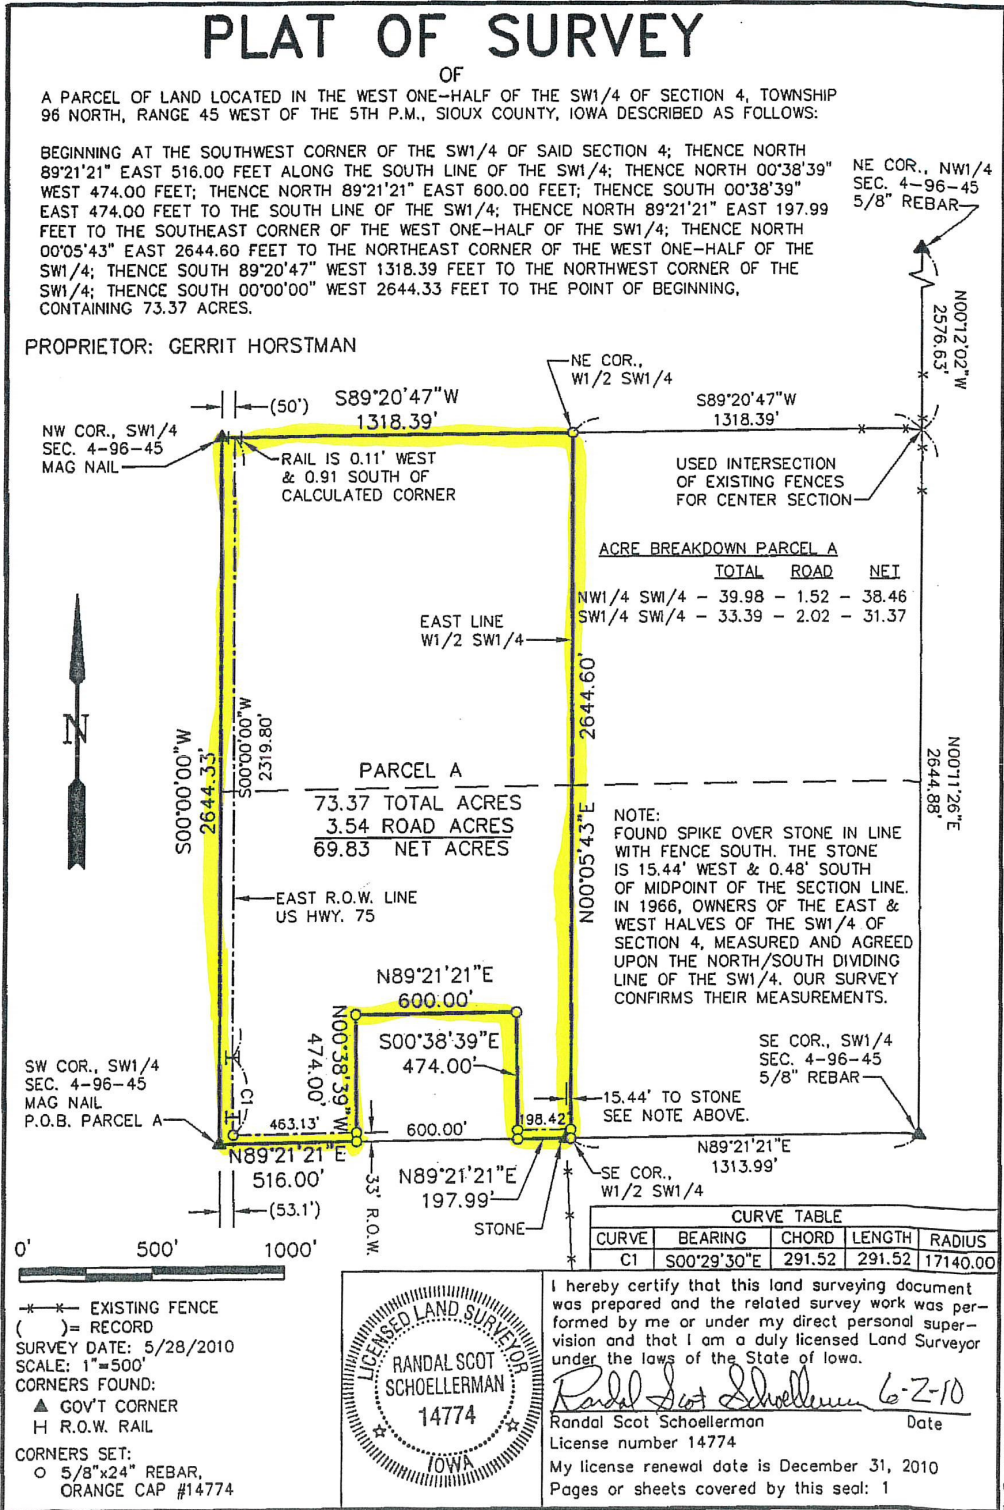 PLAT OF SURVEY
OF
A PARCEL OF LAND LOCATED IN THE WEST ONE-HALF OF THE SW1/4 OF SECTION 4, TOWNSHIP
96 NORTH, RANGE 45 WEST OF THE 5TH P.M., SIOUX COUNTY, IOWA DESCRIBED AS FOLLOWS:
BEGINNING AT THE SOUTHWEST CORNER OF THE SW1/4 OF SAID SECTION 4; THENCE NORTH
89°21'21" EAST 516.00 FEET ALONG THE SOUTH LINE OF THE SW1/4; THENCE NORTH 00°38'39"
WEST 474.00 FEET; THENCE NORTH 89°21'21" EAST 600.00 FEET; THENCE SOUTH 00°38'39"
EAST 474.00 FEET TO THE SOUTH LINE OF THE SW1/4; THENCE NORTH 89°21'21" EAST 197.99
FEET TO THE SOUTHEAST CORNER OF THE WEST ONE-HALF OF THE SW1/4; THENCE NORTH
00°05'43" EAST 2644.60 FEET TO THE NORTHEAST CORNER OF THE WEST ONE-HALF OF THE
SW1/4; THENCE SOUTH 89°20'47" WEST 1318.39 FEET TO THE NORTHWEST CORNER OF THE
SW1/4; THENCE SOUTH 00°00'00" WEST 2644.33 FEET TO THE POINT OF BEGINNING,
CONTAINING 73.37 ACRES.
NE COR., NW1/4
SEC. 4-96-45
5/8" REBAR
N00°12'02"W
2576.63'
PROPRIETOR: GERRIT HORSTMAN
NE COR.,
W1/2 SW1/4
(50')
S89°20'47"W
1318.39'
S89°20'47"W
1318.39'
NW COR., SW1/4
SEC. 4-96-45
MAG NAIL
RAIL IS 0.11' WEST
& 0.91 SOUTH OF
CALCULATED CORNER
USED INTERSECTION
OF EXISTING FENCES
FOR CENTER SECTION
ACRE BREAKDOWN PARCEL A
TOTAL ROAD NET
NW1/4 SW1/4 - 39.98 - 1.52 - 38.46
SW1/4 SW1/4 - 33.39 - 2.02 - 31.37
EAST LINE
W1/2 SW1/4
N
S00°00'00"W
2644.33'
S00°00'00"W
2319.80'
N00°05'43"E
2644.60'
N00°11'26"E
2644.88'
PARCEL A
73.37 TOTAL ACRES
3.54 ROAD ACRES
69.83 NET ACRES
EAST R.O.W. LINE
US HWY. 75
NOTE:
FOUND SPIKE OVER STONE IN LINE
WITH FENCE SOUTH. THE STONE
IS 15.44' WEST & 0.48' SOUTH
OF MIDPOINT OF THE SECTION LINE.
IN 1966, OWNERS OF THE EAST &
WEST HALVES OF THE SW1/4 OF
SECTION 4, MEASURED AND AGREED
UPON THE NORTH/SOUTH DIVIDING
LINE OF THE SW1/4. OUR SURVEY
CONFIRMS THEIR MEASUREMENTS.
N89°21'21"E
600.00'
N00°38'39"W
474.00'
S00°38'39"E
474.00'
SW COR., SW1/4
SEC. 4-96-45
MAG NAIL
P.O.B. PARCEL A
C1
SE COR., SW1/4
SEC. 4-96-45
5/8" REBAR
15.44' TO STONE
SEE NOTE ABOVE.
463.13'
600.00'
198.42'
N89°21'21"E
516.00'
N89°21'21"E
197.99'
N89°21'21"E
1313.99'
SE COR.,
W1/2 SW1/4
(53.1')
33' R.O.W.
STONE
CURVE TABLE
CURVE BEARING CHORD LENGTH RADIUS
C1 S00°29'30"E 291.52 291.52 17140.00
0' 500' 1000'
EXISTING FENCE
( )= RECORD
SURVEY DATE: 5/28/2010
SCALE: 1"=500'
CORNERS FOUND:
GOV'T CORNER
H R.O.W. RAIL
CORNERS SET:
5/8"x24" REBAR,
ORANGE CAP #14774
LICENSED LAND SURVEYOR
RANDAL SCOT
SCHOELLERMAN
14774
IOWA
I hereby certify that this land surveying document
was prepared and the related survey work was per-
formed by me or under my direct personal super-
vision and that I am a duly licensed Land Surveyor
under the laws of the State of Iowa.
Randal Scot Schoellerman 6-2-10
Randal Scot Schoellerman Date
License number 14774
My license renewal date is December 31, 2010
Pages or sheets covered by this seal: 1